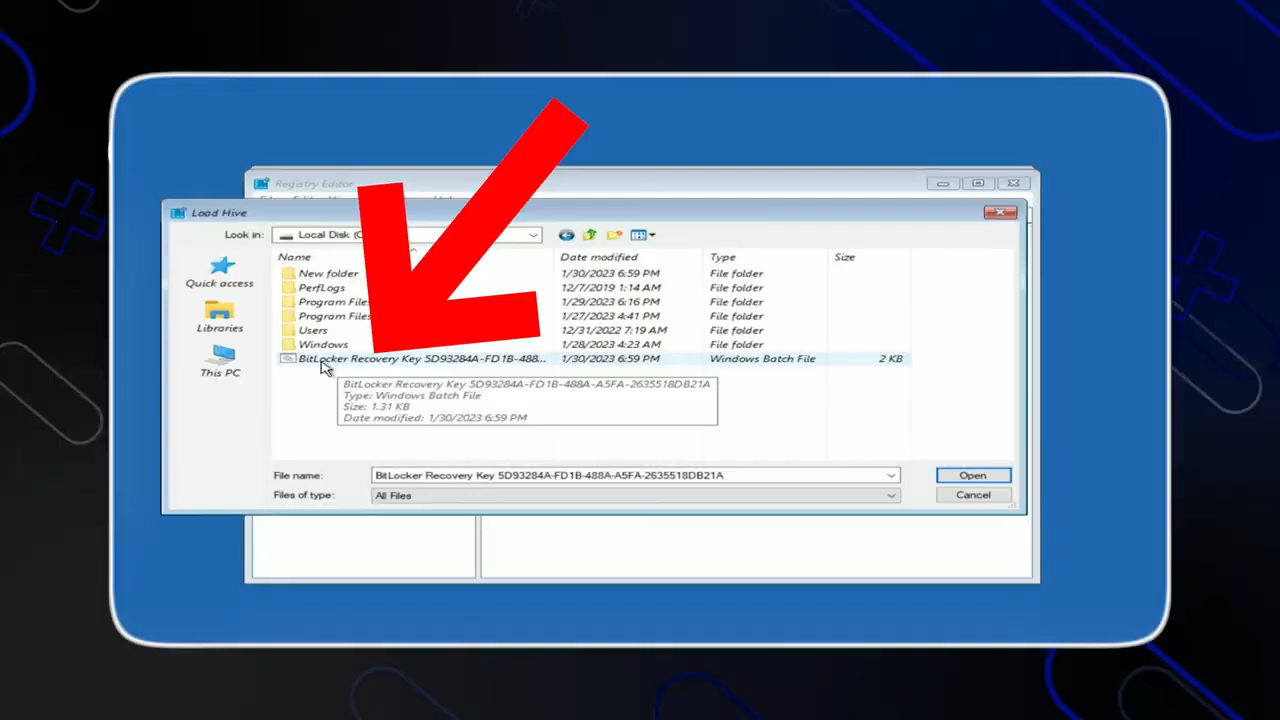 Registry Editor
Load Hive
Look in: Local Disk (
Name Date modified Type Size
New folder 1/30/2023 6:59 PM File folder
PerfLogs 12/7/2019 1:14 AM File folder
Program Files 1/29/2023 6:16 PM File folder
Program Files 1/27/2023 4:41 PM File folder
Users 12/31/2022 7:19 AM File folder
Windows 1/28/2023 4:23 AM File folder
BitLocker Recovery Key 5D93284A-FD1B-488... 1/30/2023 6:59 PM Windows Batch File 2 KB
Quick access
Libraries
This PC
BitLocker Recovery Key 5D93284A-FD1B-488A-A5FA-2635518DB21A
Type: Windows Batch File
Size: 1.31 KB
Date modified: 1/30/2023 6:59 PM
File name: BitLocker Recovery Key 5D93284A-FD1B-488A-A5FA-2635518DB21A Open
Files of type: All Files Cancel